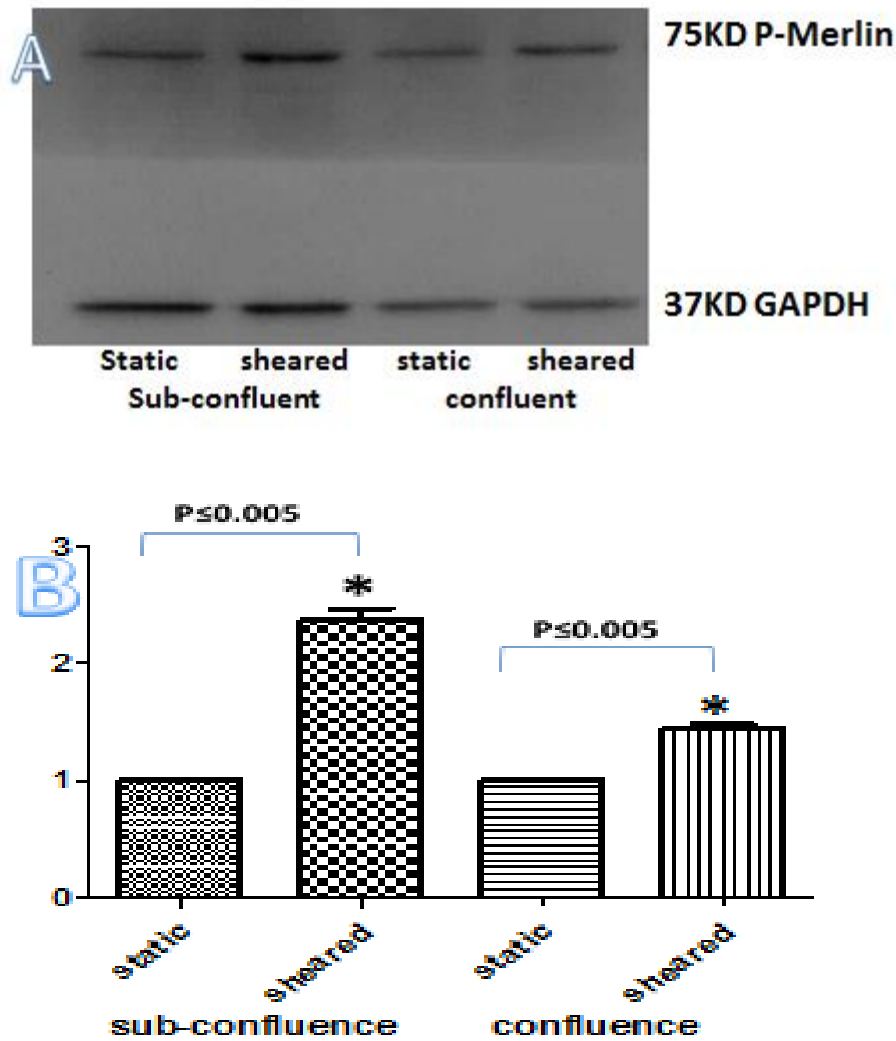 A
75KD P-Merlin
37KD GAPDH
Static sheared static sheared
Sub-confluent confluent
B
P≤0.005
P≤0.005
3
*
2
*
1
0
static sheared static sheared
sub-confluence confluence